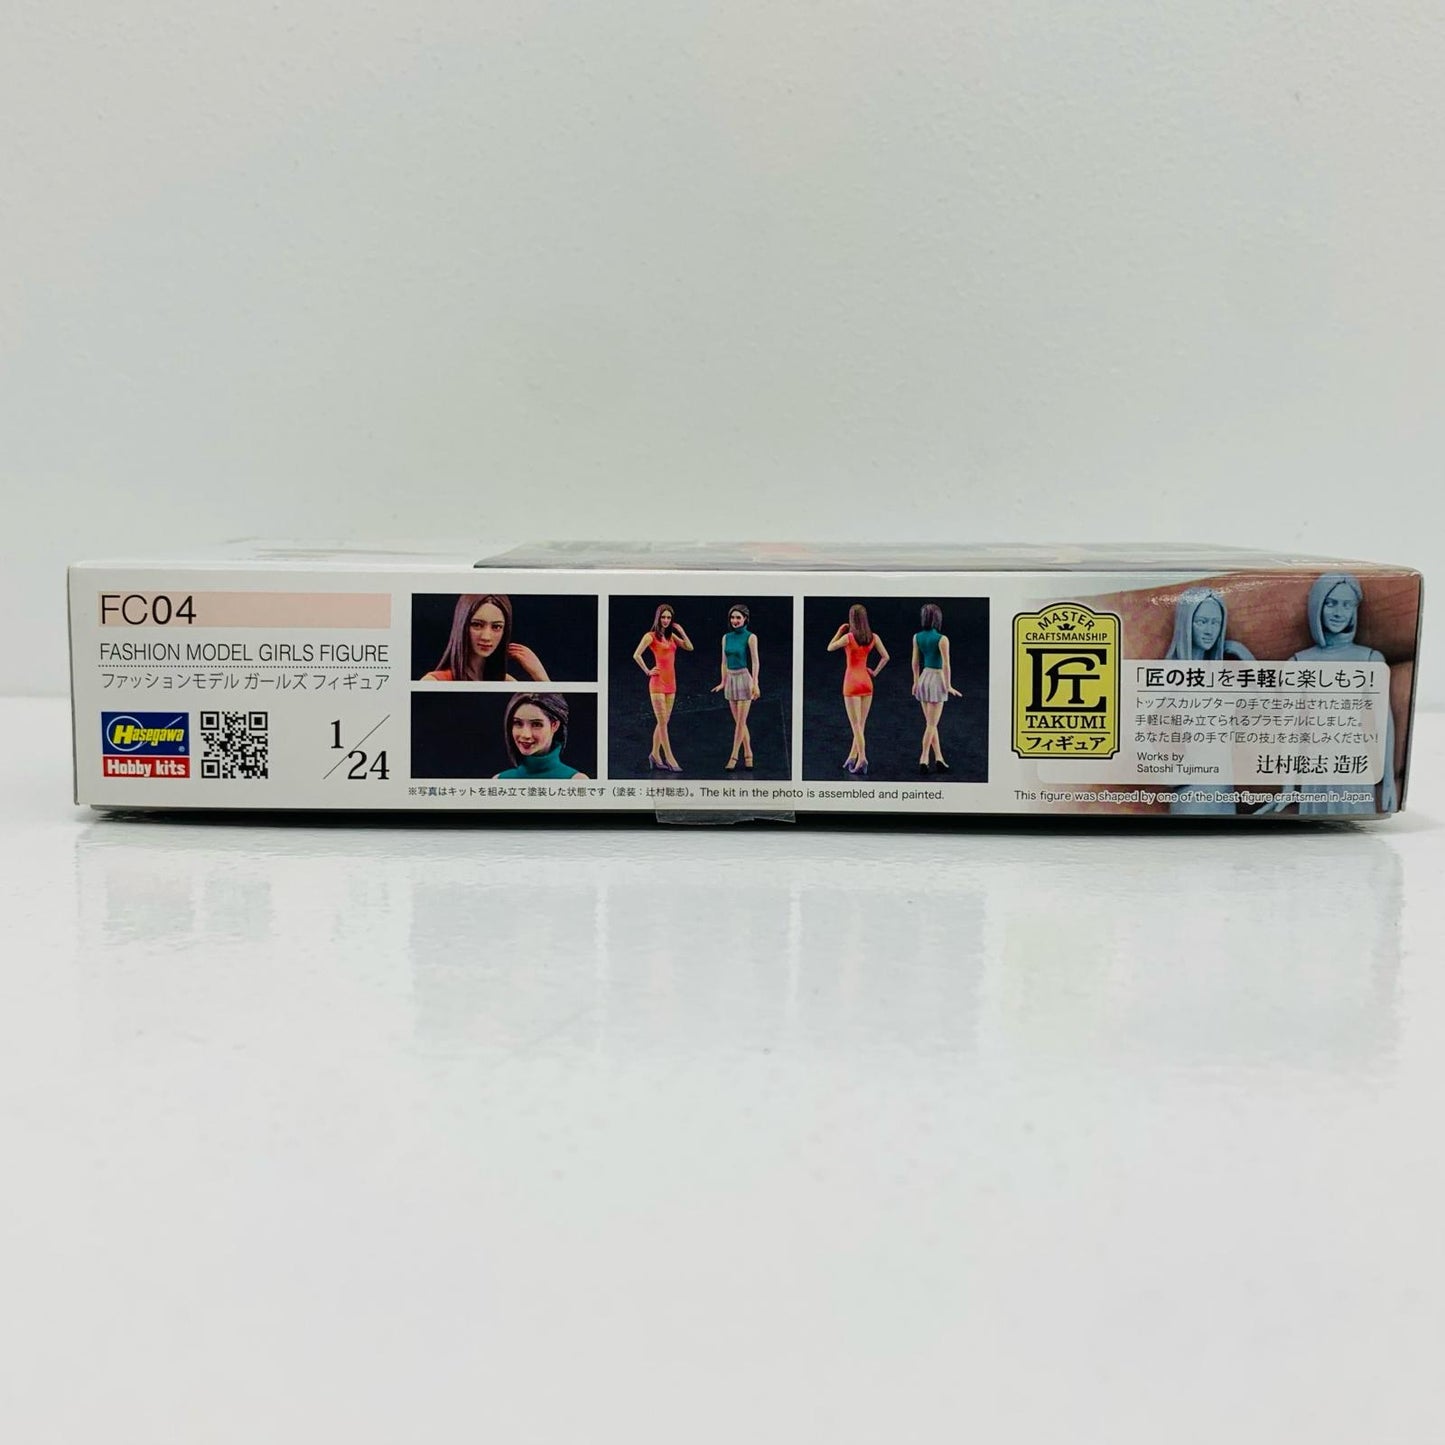 FC04
FASHION MODEL GIRLS FIGURE
ファッションモデル ガールズ フィギュア
Hasegawa
Hobby kits
1/24
※写真はキットを組み立て塗装した状態です（塗装：辻村聡志）。The kit in the photo is assembled and painted.
MASTER
CRAFTSMANSHIP
匠
TAKUMI
フィギュア
「匠の技」を手軽に楽しもう！
トップスカルプターの手で生み出された造形を
手軽に組み立てられるプラモデルにしました。
あなた自身の手で「匠の技」をお楽しみください！
Works by
Satoshi Tujimura
辻村聡志 造形
This figure was shaped by one of the best figure craftsmen in Japan.